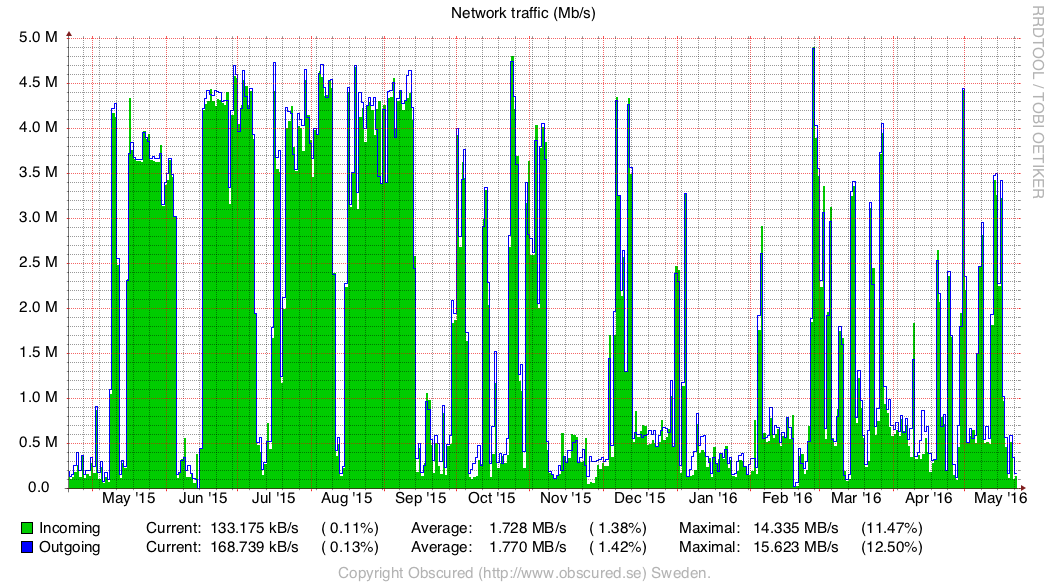 Network traffic (Mb/s)
RRDTOOL / TOBI OETIKER
5.0 M
4.5 M
4.0 M
3.5 M
3.0 M
2.5 M
2.0 M
1.5 M
1.0 M
0.5 M
0.0
May '15 Jun '15 Jul '15 Aug '15 Sep '15 Oct '15 Nov '15 Dec '15 Jan '16 Feb '16 Mar '16 Apr '16 May '16
Incoming Current: 133.175 kB/s ( 0.11%) Average: 1.728 MB/s ( 1.38%) Maximal: 14.335 MB/s (11.47%)
Outgoing Current: 168.739 kB/s ( 0.13%) Average: 1.770 MB/s ( 1.42%) Maximal: 15.623 MB/s (12.50%)
Copyright Obscured (http://www.obscured.se) Sweden.